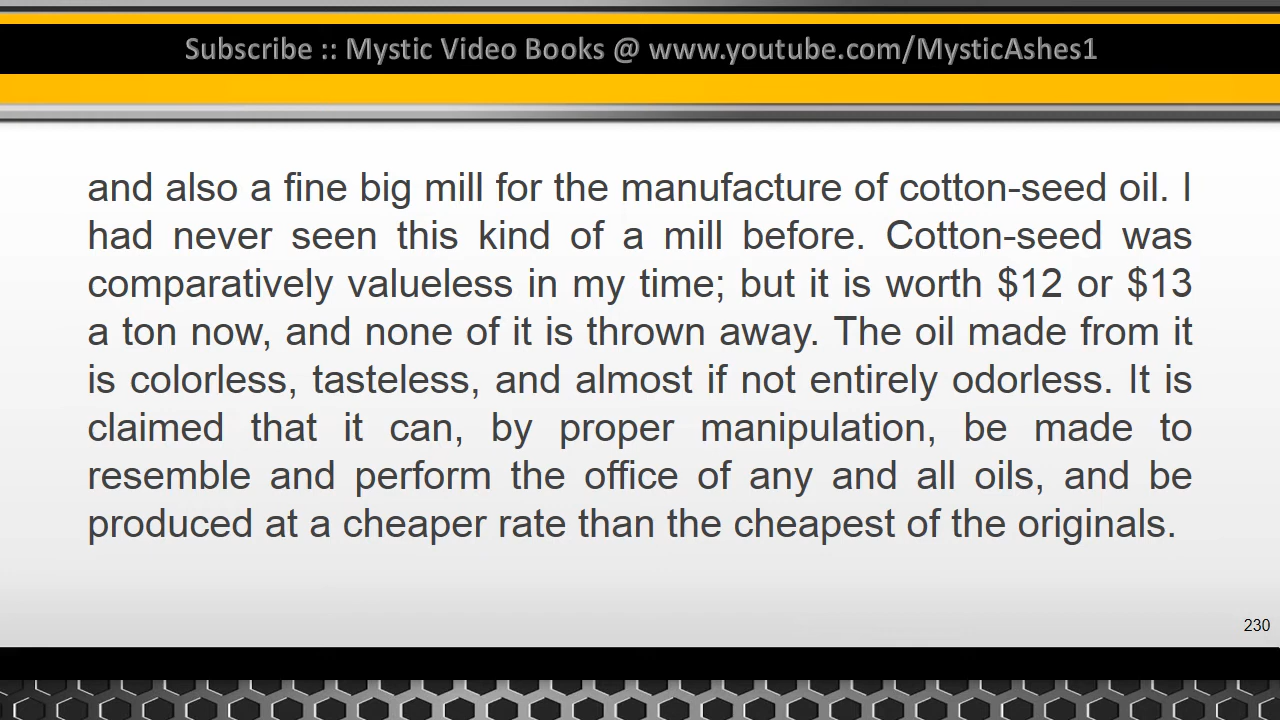 Subscribe :: Mystic Video Books @ www.youtube.com/MysticAshes1
and also a fine big mill for the manufacture of cotton-seed oil. I
had never seen this kind of a mill before. Cotton-seed was
comparatively valueless in my time; but it is worth $12 or $13
a ton now, and none of it is thrown away. The oil made from it
is colorless, tasteless, and almost if not entirely odorless. It is
claimed that it can, by proper manipulation, be made to
resemble and perform the office of any and all oils, and be
produced at a cheaper rate than the cheapest of the originals.
230